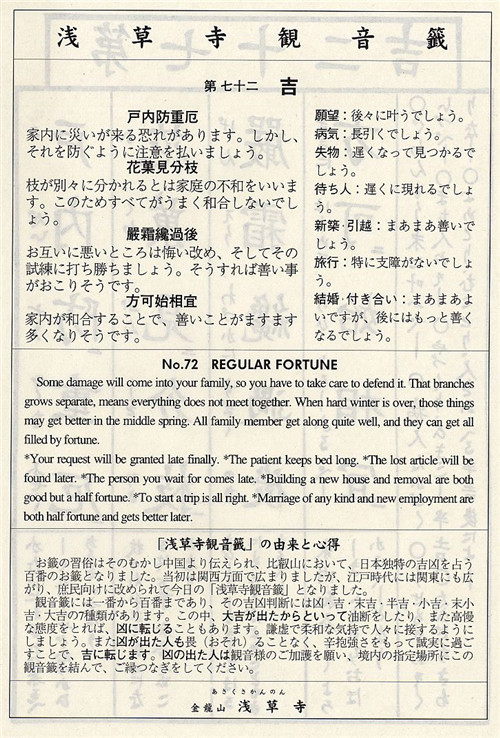 浅草寺観音籤
第七十二 吉
戸内防重厄
家内に災いが来る恐れがあります。しかし、
それを防ぐように注意を払いましょう。
花菓見分枝
枝が別々に分かれるとは家庭の不和をいいま
す。このためすべてがうまく和合しないでし
ょう。
嚴霜纔過後
お互いに悪いところは悔い改め、そしてその
試練に打ち勝ちましょう。そうすれば善い事
がおこりそうです。
方可始相宜
家内が和合することで、善いことがますます
多くなりそうです。
願望：後々に叶うでしょう。
病気：長引くでしょう。
失物：遅くなって見つかるで
しょう。
待ち人：遅くに現れるでしょ
う。
新築・引越：まあまあ善いで
しょう。
旅行：特に支障がないでしょ
う。
結婚・付き合い：まあまあよ
いですが、後にはもっと善く
なるでしょう。
No.72 REGULAR FORTUNE
Some damage will come into your family, so you have to take care to defend it. That branches
grows separate, means everything does not meet together. When hard winter is over, those things
may get better in the middle spring. All family member get along quite well, and they can get all
filled by fortune.
*Your request will be granted late finally. *The patient keeps bed long. *The lost article will be
found later. *The person you wait for comes late. *Building a new house and removal are both
good but a half fortune. *To start a trip is all right. *Marriage of any kind and new employment are
both half fortune and gets better later.
「浅草寺観音籤」の由来と心得
お籤の習俗はそのむかし中国より伝えられ、比叡山において、日本独特の吉凶を占う
百番のお籤となりました。当初は関西方面で広まりましたが、江戸時代には関東にも広
がり、庶民向けに改められて今日の「浅草寺観音籤」となりました。
観音籤には一番から百番まであり、その吉凶判断には凶・吉・末吉・半吉・小吉・末小
吉・大吉の7種類があります。この中、大吉が出たからといって油断をしたり、また高慢
な態度をとれば、凶に転じることもあります。謙虚で柔和な気持で人々に接するように
しましょう。また凶が出た人も畏（おそれ）ることなく、辛抱強さをもって誠実に過ご
すことで、吉に転じます。凶の出た人は観音様のご加護を願い、境内の指定場所にこの
観音籤を結んで、ご縁つなぎをしてください。
あさくさかんのん
金龍山 浅草寺